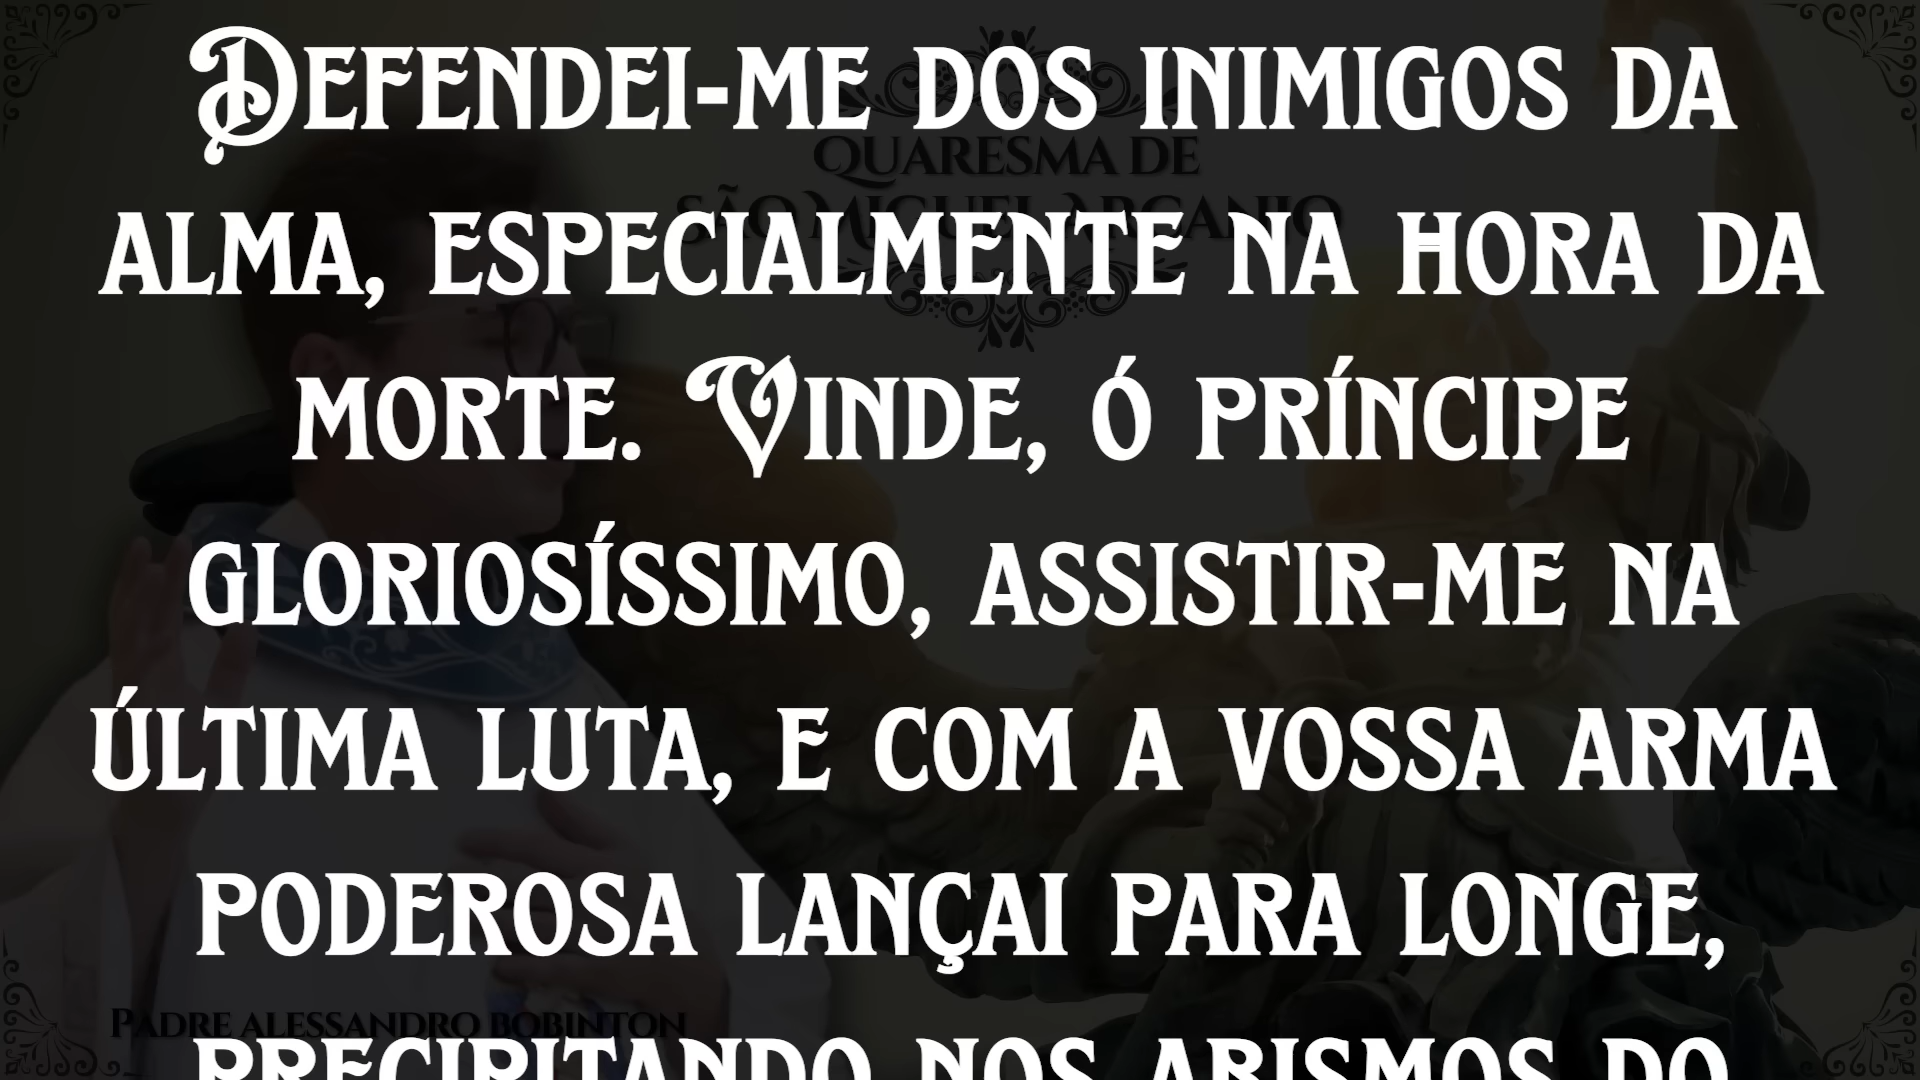 Defendei-me dos inimigos da
Quaresma de
São Miguel Arcanjo
alma, especialmente na hora da
morte. Vinde, ó príncipe
gloriosíssimo, assistir-me na
última luta, e com a vossa arma
poderosa lançai para longe,
Padre Alessandro Bobinton
precipitando nos abismos do